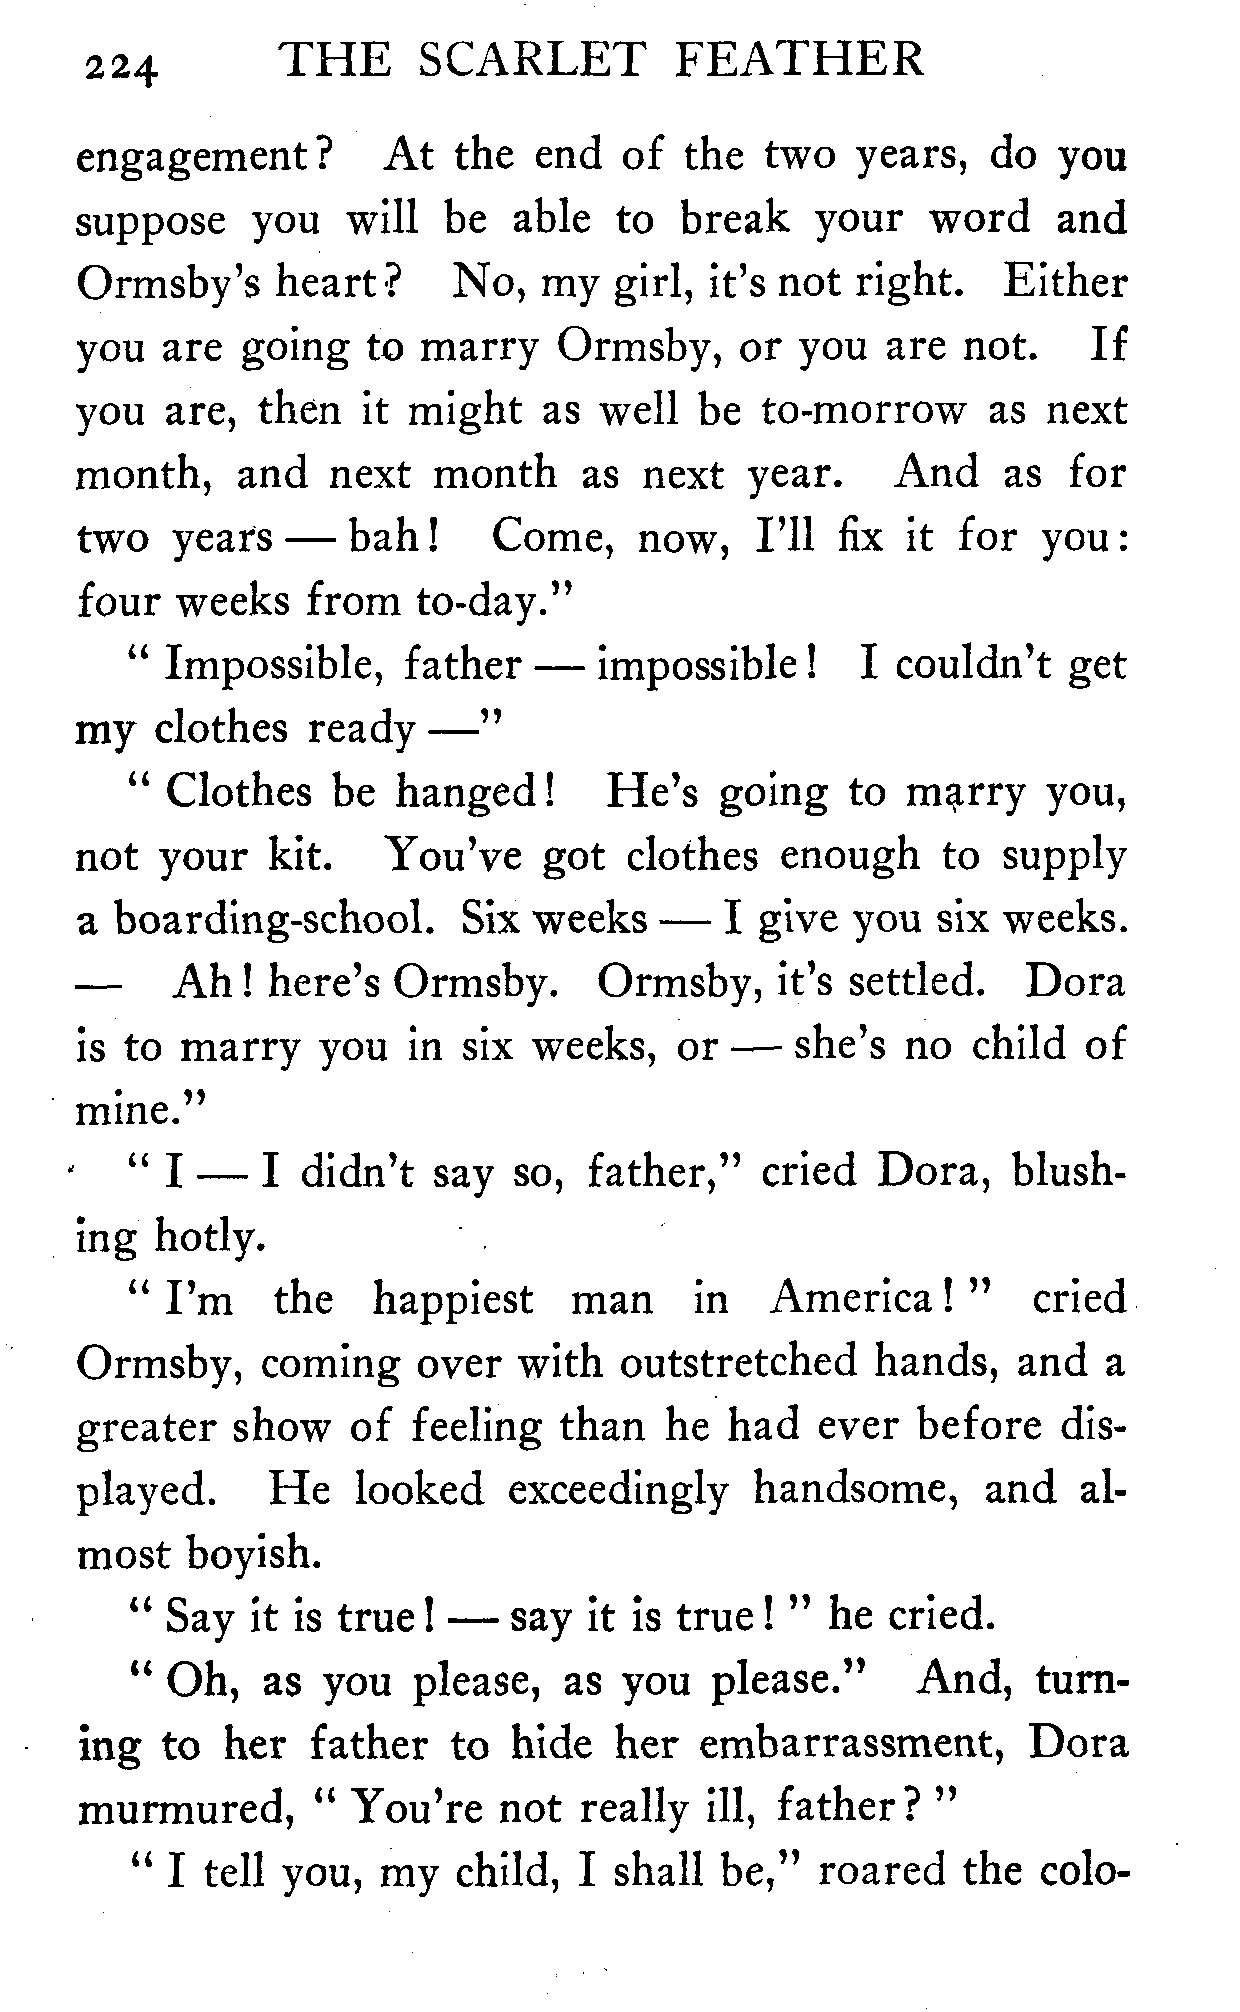 224 THE SCARLET FEATHER
engagement? At the end of the two years, do you
suppose you will be able to break your word and
Ormsby's heart? No, my girl, it's not right. Either
you are going to marry Ormsby, or you are not. If
you are, then it might as well be to-morrow as next
month, and next month as next year. And as for
two years — bah! Come, now, I'll fix it for you:
four weeks from to-day."
" Impossible, father — impossible! I couldn't get
my clothes ready —"
" Clothes be hanged! He's going to marry you,
not your kit. You've got clothes enough to supply
a boarding-school. Six weeks — I give you six weeks.
— Ah! here's Ormsby. Ormsby, it's settled. Dora
is to marry you in six weeks, or — she's no child of
mine."
" I — I didn't say so, father," cried Dora, blush-
ing hotly.
" I'm the happiest man in America! " cried
Ormsby, coming over with outstretched hands, and a
greater show of feeling than he had ever before dis-
played. He looked exceedingly handsome, and al-
most boyish.
" Say it is true! — say it is true! " he cried.
" Oh, as you please, as you please." And, turn-
ing to her father to hide her embarrassment, Dora
murmured, " You're not really ill, father? "
" I tell you, my child, I shall be," roared the colo-